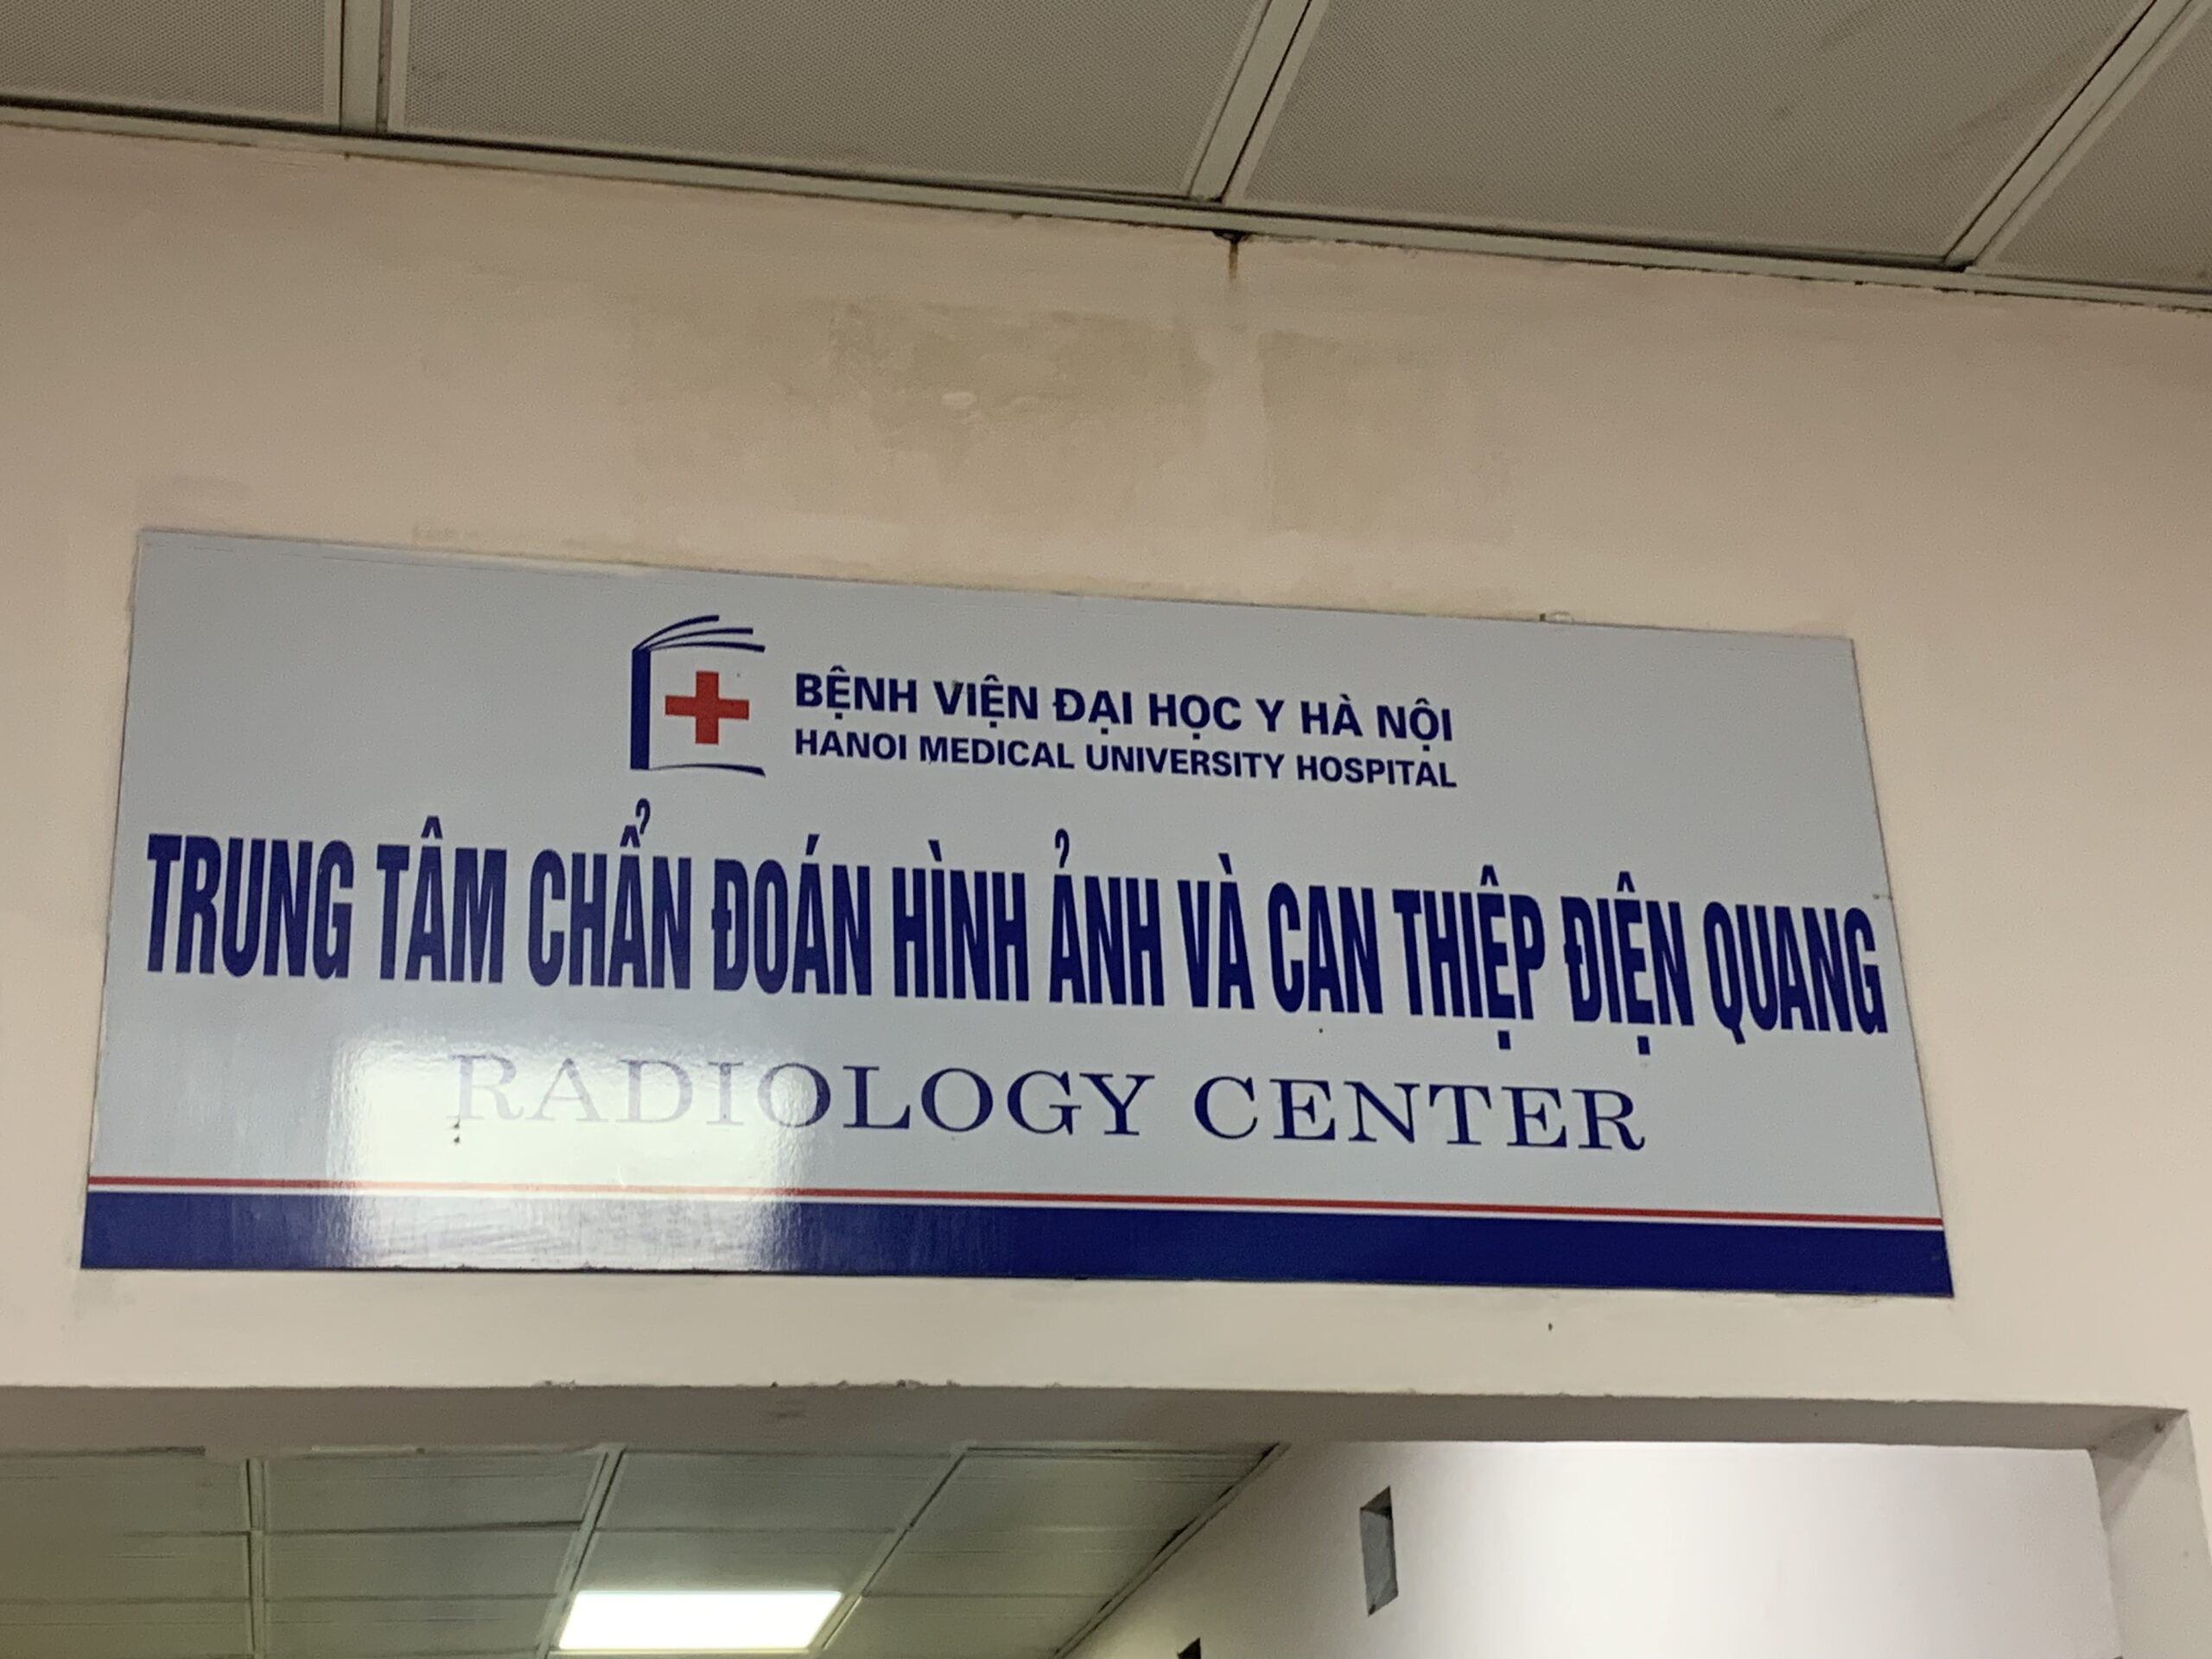 BỆNH VIỆN ĐẠI HỌC Y HÀ NỘI
HANOI MEDICAL UNIVERSITY HOSPITAL
TRUNG TÂM CHẨN ĐOÁN HÌNH ẢNH VÀ CAN THIỆP ĐIỆN QUANG
RADIOLOGY CENTER